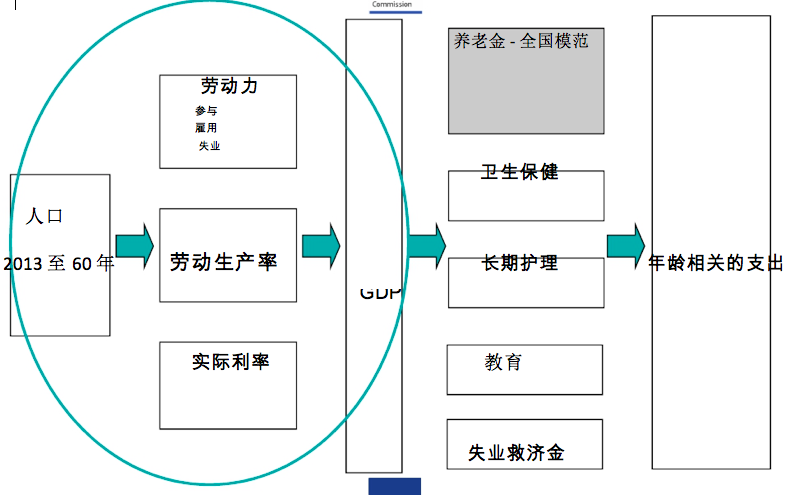 Commission
养老金 - 全国模范
劳动力
参与
雇用
失业
卫生保健
人口
2013 至 60 年
劳动生产率
GDP
长期护理
年龄相关的支出
实际利率
教育
失业救济金